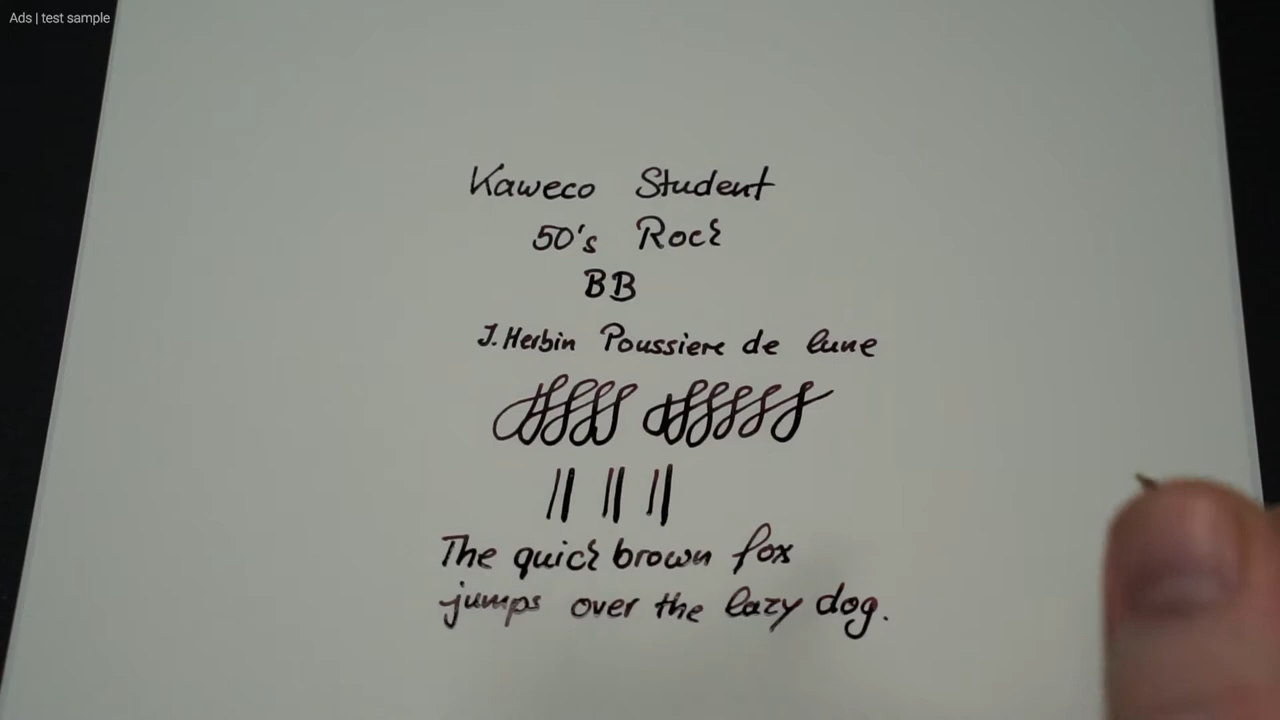 Ads | test sample
Kaweco Student
50's Rock
BB
J. Herbin Poussiere de lune
The quick brown fox
jumps over the lazy dog.